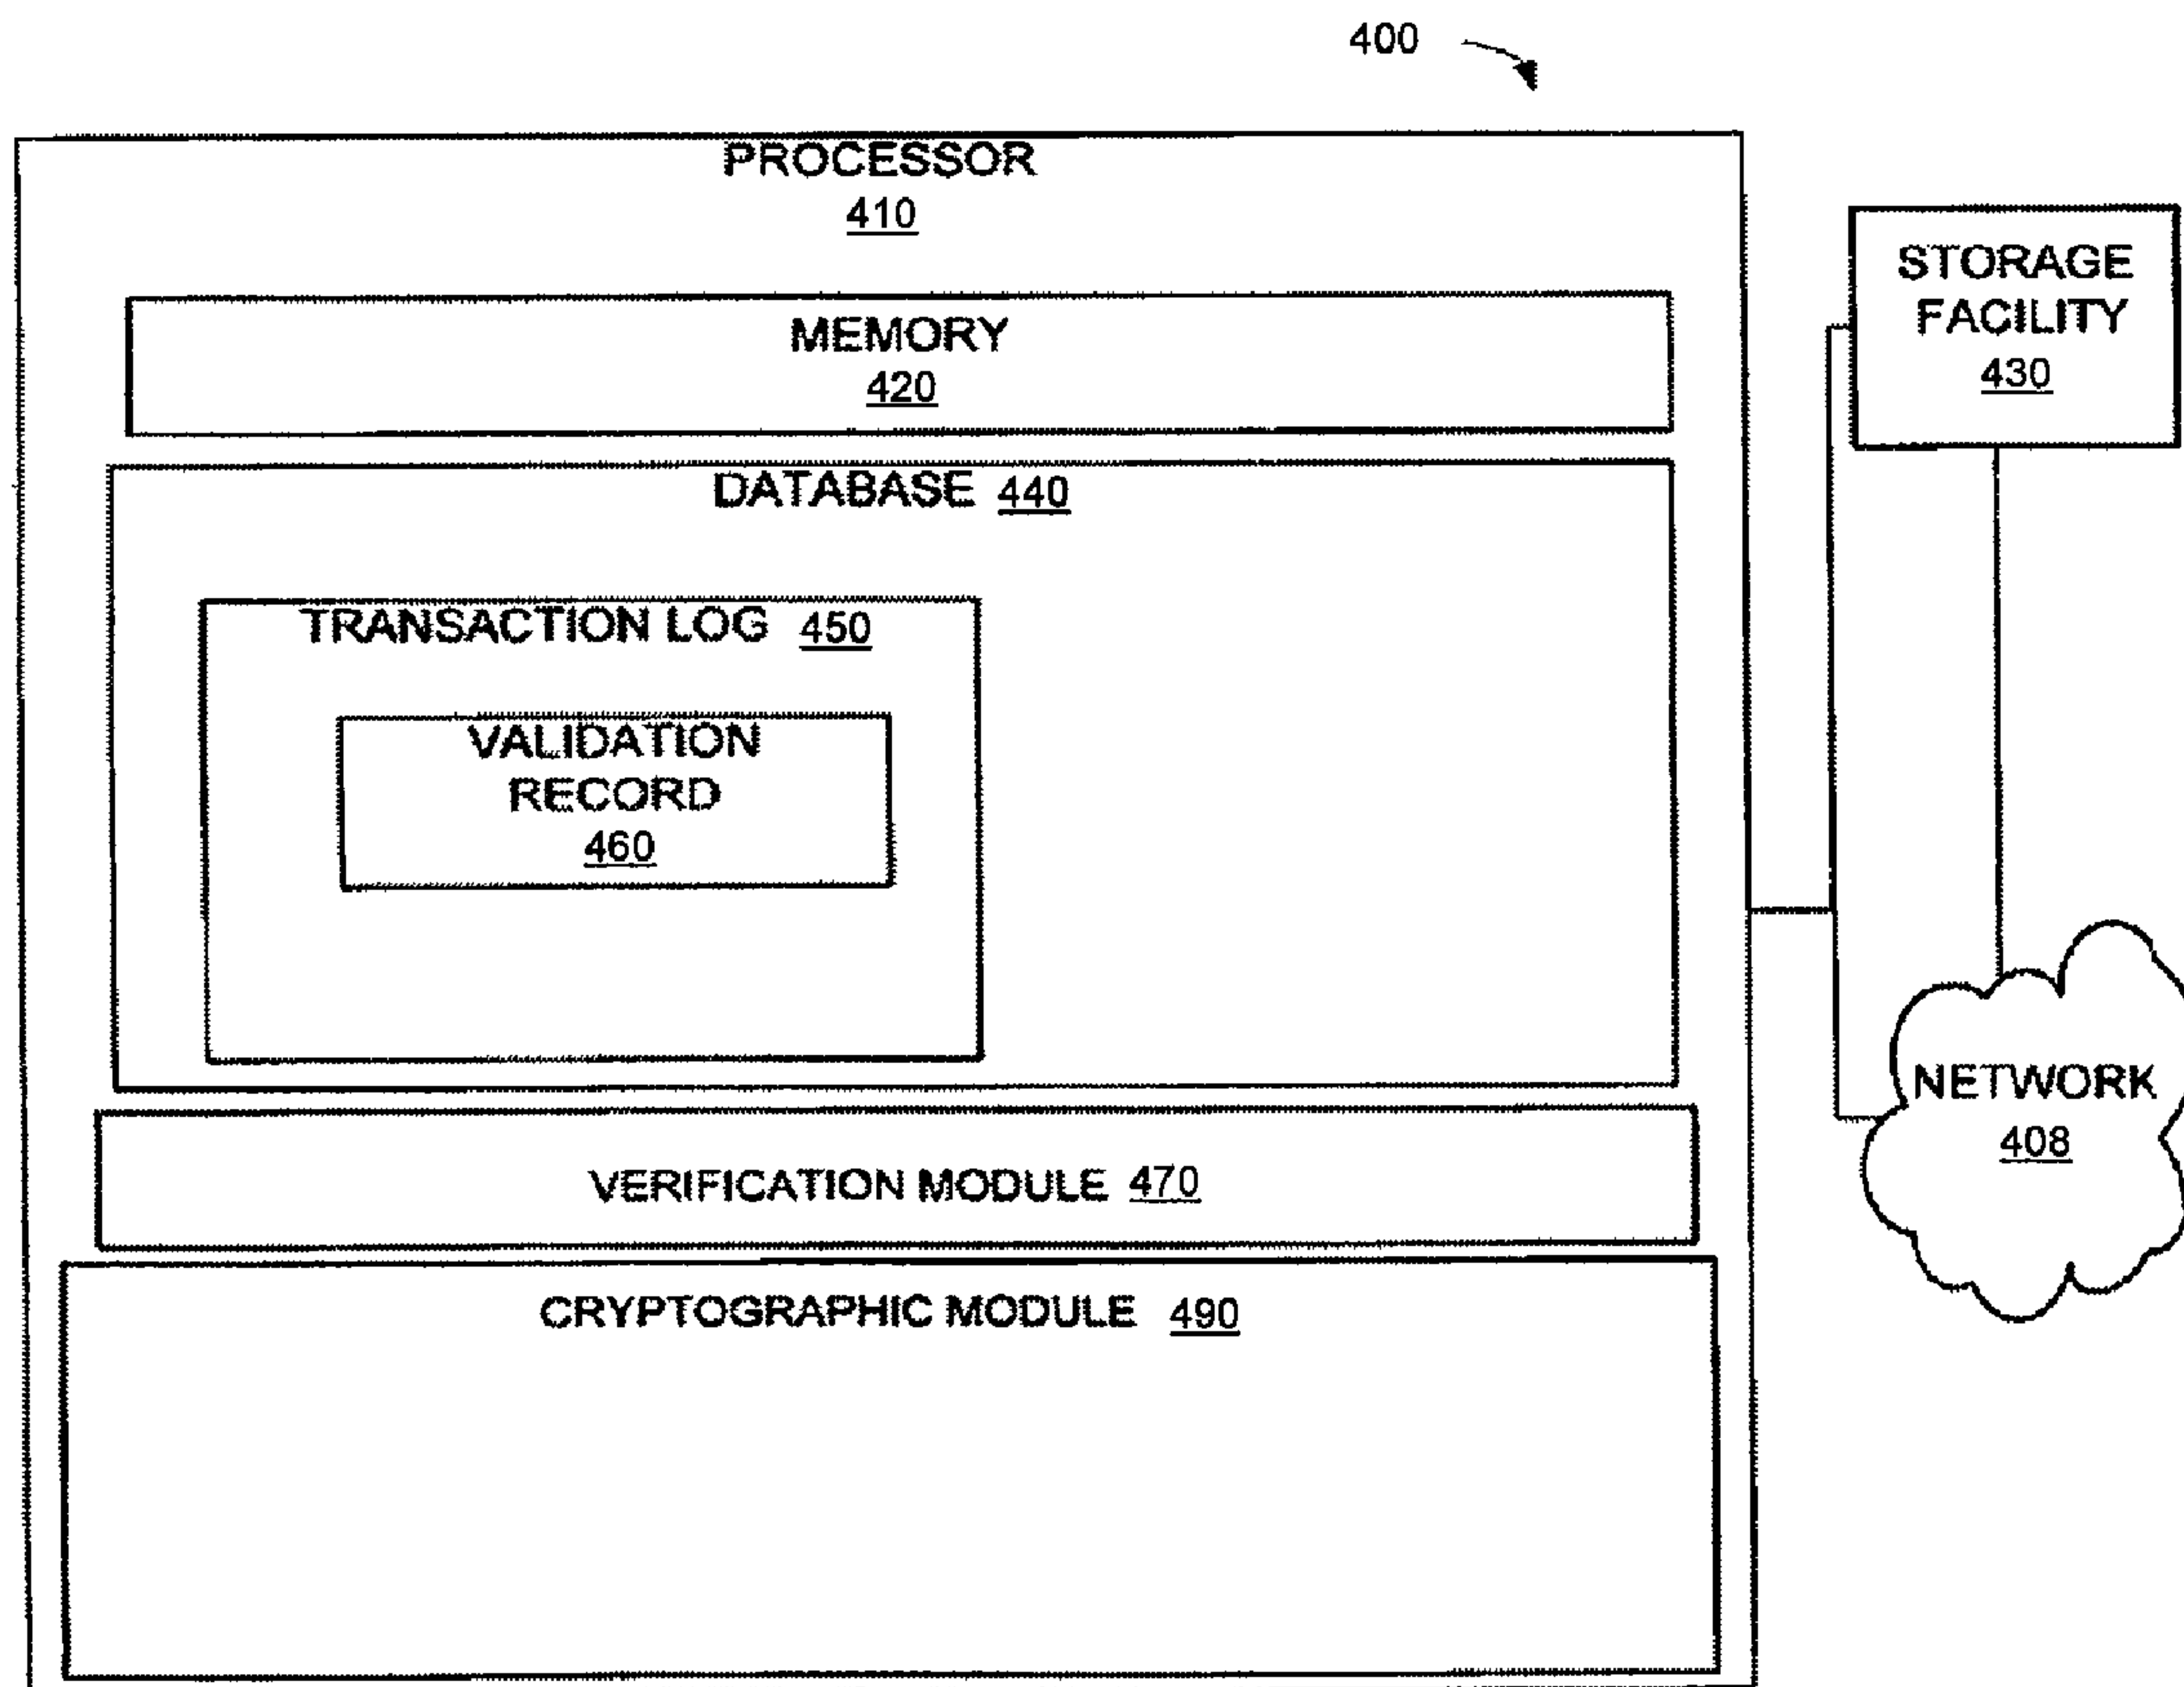 400
PROCESSOR
410
MEMORY
420
DATABASE 440
TRANSACTION LOG 450
VALIDATION
RECORD
460
VERIFICATION MODULE 470
CRYPTOGRAPHIC MODULE 490
STORAGE
FACILITY
430
NETWORK
408